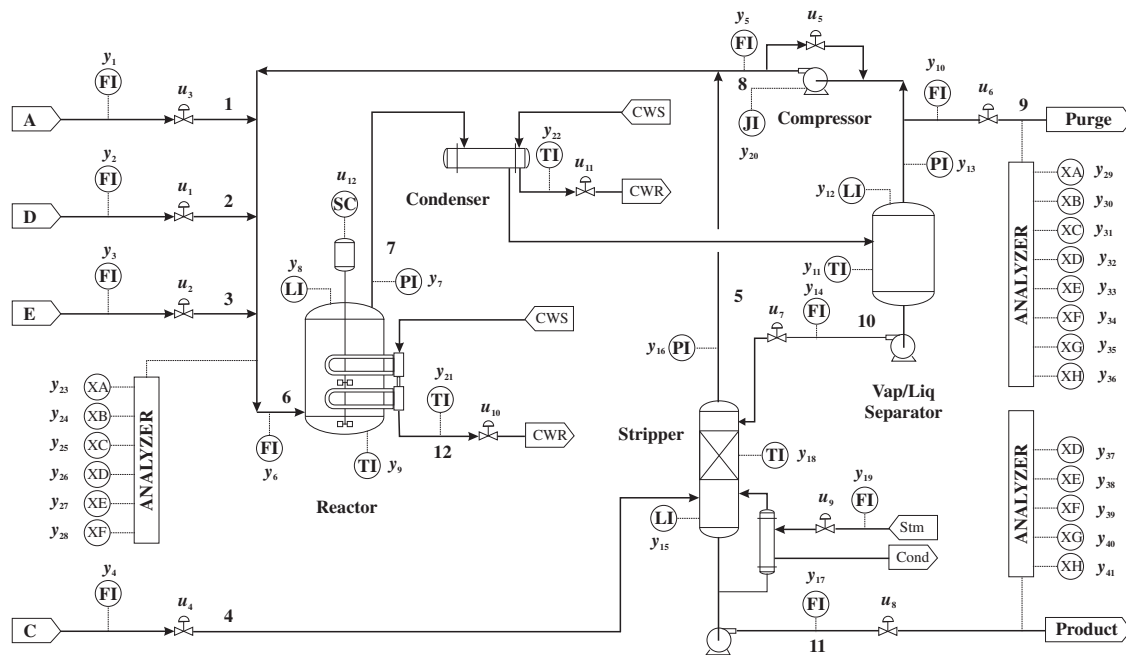 y5
u5
FI
y1
FI
u3
1
A
8
JI
y20
Compressor
y10
FI
u6
9
Purge
y2
FI
u1
2
D
y3
FI
u2
3
E
CWS
y22
TI
u11
CWR
Condenser
u12
SC
7
PI
y7
y8
LI
CWS
y21
TI
u10
12
CWR
6
FI
y6
TI
y9
Reactor
PI
y13
y12
LI
y11
TI
y14
FI
10
u7
Vap/Liq
Separator
5
y16
PI
Stripper
TI
y18
LI
y15
u9
y19
FI
Stm
Cond
y17
FI
u8
11
Product
y4
FI
u4
4
C
ANALYZER
y23
XA
y24
XB
y25
XC
y26
XD
y27
XE
y28
XF
ANALYZER
XA
y29
XB
y30
XC
y31
XD
y32
XE
y33
XF
y34
XG
y35
XH
y36
ANALYZER
XD
y37
XE
y38
XF
y39
XG
y40
XH
y41